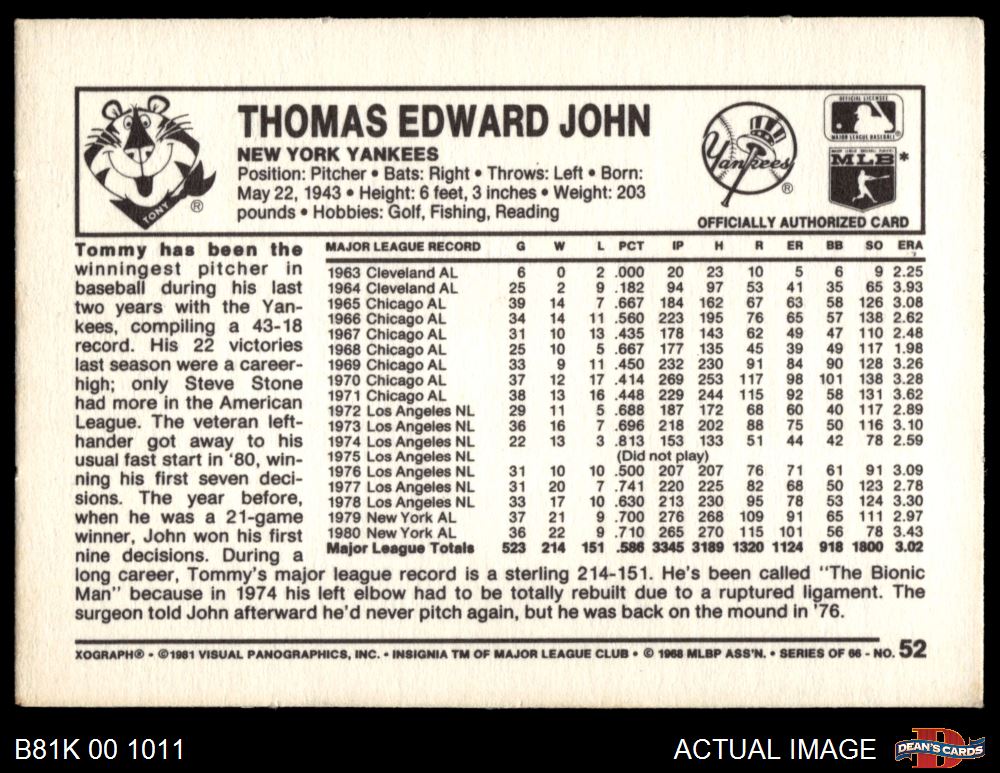 THOMAS EDWARD JOHN
NEW YORK YANKEES
Position: Pitcher • Bats: Right • Throws: Left • Born:
May 22, 1943 • Height: 6 feet, 3 inches • Weight: 203
pounds • Hobbies: Golf, Fishing, Reading
TONY
®
Yankees
®
OFFICIAL LICENSEE
MAJOR LEAGUE BASEBALL
MLB *
OFFICIALLY AUTHORIZED CARD
Tommy has been the
winningest pitcher in
baseball during his last
two years with the Yan-
kees, compiling a 43-18
record. His 22 victories
last season were a career-
high; only Steve Stone
had more in the American
League. The veteran left-
hander got away to his
usual fast start in '80, win-
ning his first seven deci-
sions. The year before,
when he was a 21-game
winner, John won his first
nine decisions. During a
long career, Tommy's major league record is a sterling 214-151. He's been called "The Bionic
Man" because in 1974 his left elbow had to be totally rebuilt due to a ruptured ligament. The
surgeon told John afterward he'd never pitch again, but he was back on the mound in '76.
MAJOR LEAGUE RECORD G W L PCT IP H R ER BB SO ERA
1963 Cleveland AL 6 0 2 .000 20 23 10 5 6 9 2.25
1964 Cleveland AL 25 2 9 .182 94 97 53 41 35 65 3.93
1965 Chicago AL 39 14 7 .667 184 162 67 63 58 126 3.08
1966 Chicago AL 34 14 11 .560 223 195 76 65 57 138 2.62
1967 Chicago AL 31 10 13 .435 178 143 62 49 47 110 2.48
1968 Chicago AL 25 10 5 .667 177 135 45 39 49 117 1.98
1969 Chicago AL 33 9 11 .450 232 230 91 84 90 128 3.26
1970 Chicago AL 37 12 17 .414 269 253 117 98 101 138 3.28
1971 Chicago AL 38 13 16 .448 229 244 115 92 58 131 3.62
1972 Los Angeles NL 29 11 5 .688 187 172 68 60 40 117 2.89
1973 Los Angeles NL 36 16 7 .696 218 202 88 75 50 116 3.10
1974 Los Angeles NL 22 13 3 .813 153 133 51 44 42 78 2.59
1975 Los Angeles NL (Did not play)
1976 Los Angeles NL 31 10 10 .500 207 207 76 71 61 91 3.09
1977 Los Angeles NL 31 20 7 .741 220 225 82 68 50 123 2.78
1978 Los Angeles NL 33 17 10 .630 213 230 95 78 53 124 3.30
1979 New York AL 37 21 9 .700 276 268 109 91 65 111 2.97
1980 New York AL 36 22 9 .710 265 270 115 101 56 78 3.43
Major League Totals 523 214 151 .586 3345 3189 1320 1124 918 1800 3.02
XOGRAPH® • ©1981 VISUAL PANOGRAPHICS, INC. • INSIGNIA TM OF MAJOR LEAGUE CLUB • © 1968 MLBP ASS'N. • SERIES OF 66 - NO. 52
B81K 00 1011
ACTUAL IMAGE
DEAN'S CARDS